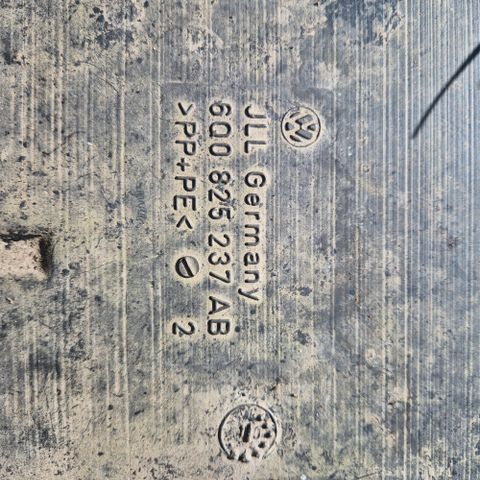 JLL Germany
6Q0 825 237 AB
>PP+PE< 2